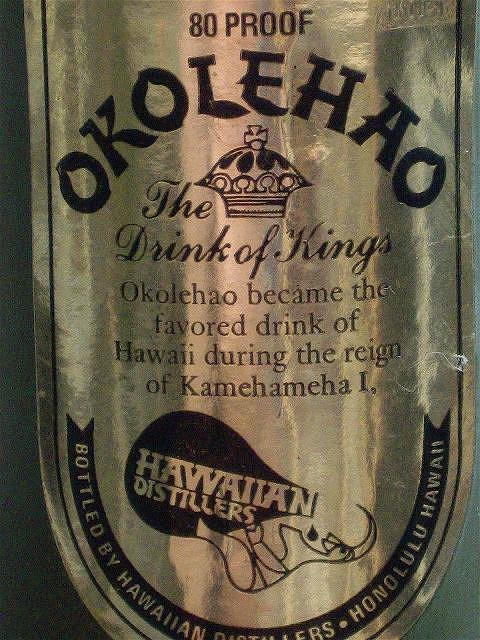 80 PROOF
OKOLEHAO
The
Drink of Kings
Okolehao became the
favored drink of
Hawaii during the reign
of Kamehameha I,
HAWAIIAN
DISTILLERS
BOTTLED BY HAWAIIAN DISTILLERS • HONOLULU HAWAII